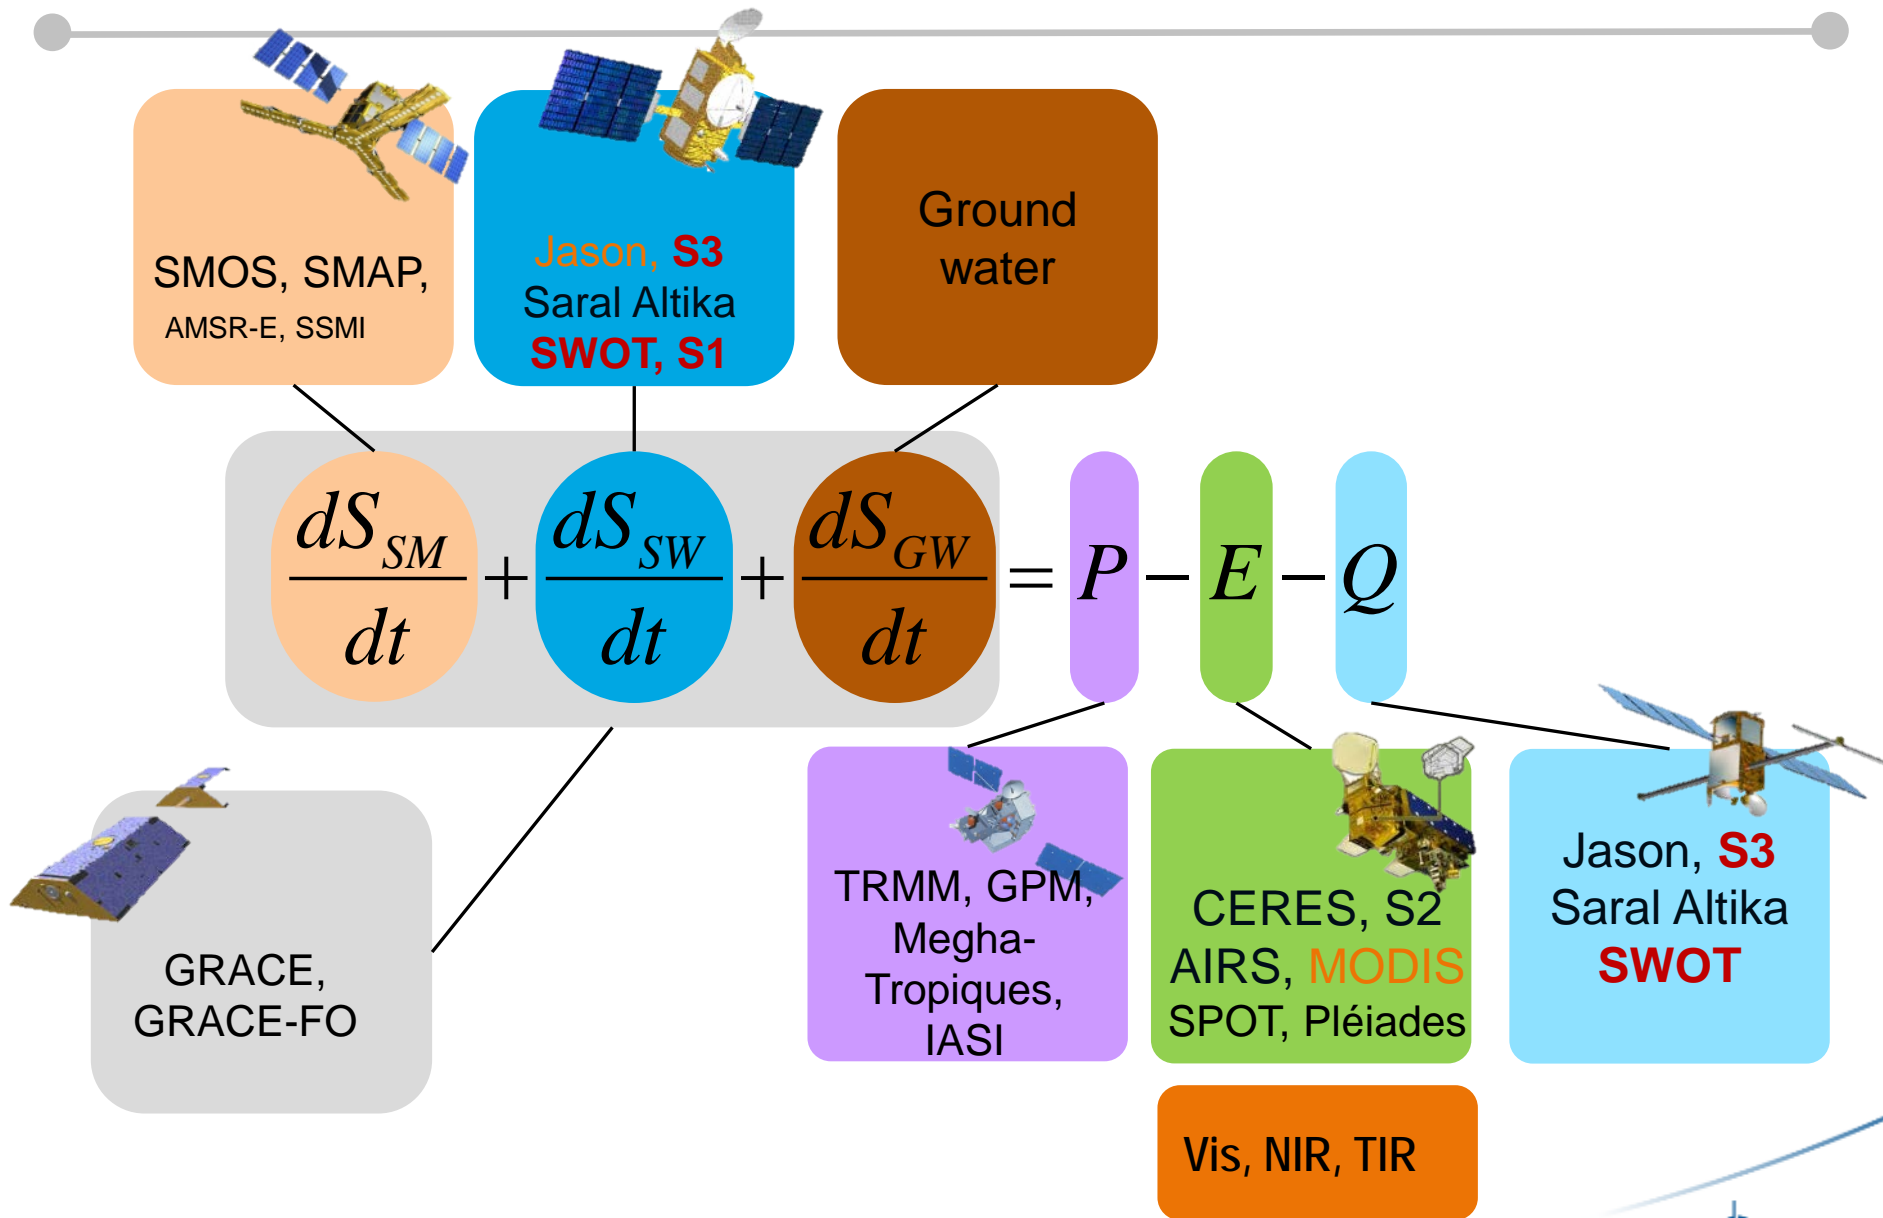 SMOS, SMAP,
AMSR-E, SSMI
Jason, S3
Saral Altika
SWOT, S1
Ground
water
dS_SM/dt + dS_SW/dt + dS_GW/dt = P − E − Q
GRACE,
GRACE-FO
TRMM, GPM,
Megha-
Tropiques,
IASI
CERES, S2
AIRS, MODIS
SPOT, Pléiades
Jason, S3
Saral Altika
SWOT
Vis, NIR, TIR